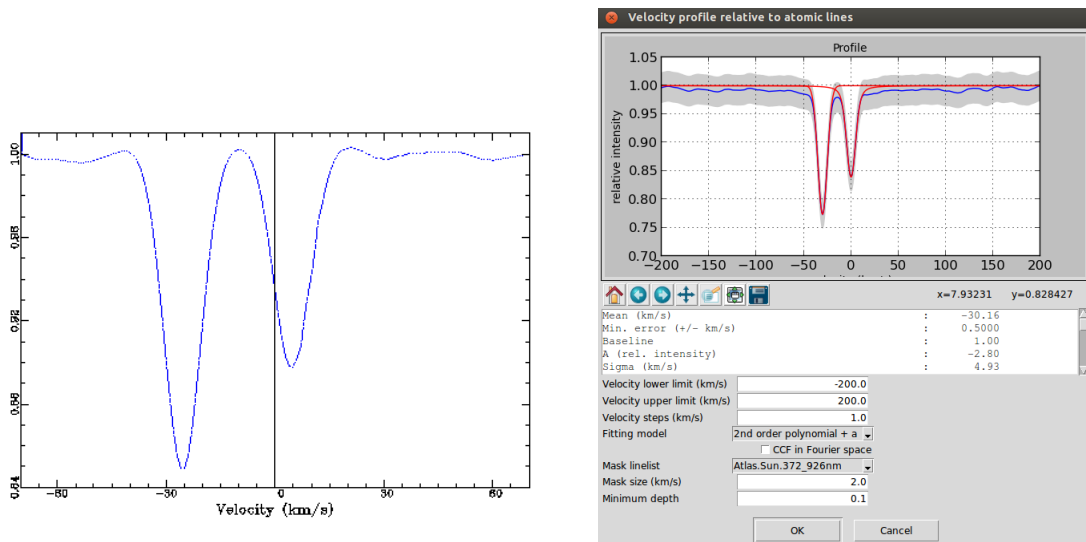 1.00
0.96
0.92
0.88
0.84
-60 -30 0 30 60
Velocity (km/s)
Velocity profile relative to atomic lines
Profile
relative intensity
1.05
1.00
0.95
0.90
0.85
0.80
0.75
0.70
−200 −150 −100 −50 0 50 100 150 200
x=7.93231 y=0.828427
Mean (km/s) : -30.16
Min. error (+/- km/s) : 0.5000
Baseline : 1.00
A (rel. intensity) : -2.80
Sigma (km/s) : 4.93
Velocity lower limit (km/s) -200.0
Velocity upper limit (km/s) 200.0
Velocity steps (km/s) 1.0
Fitting model 2nd order polynomial + a
CCF in Fourier space
Mask linelist Atlas.Sun.372_926nm
Mask size (km/s) 2.0
Minimum depth 0.1
OK Cancel